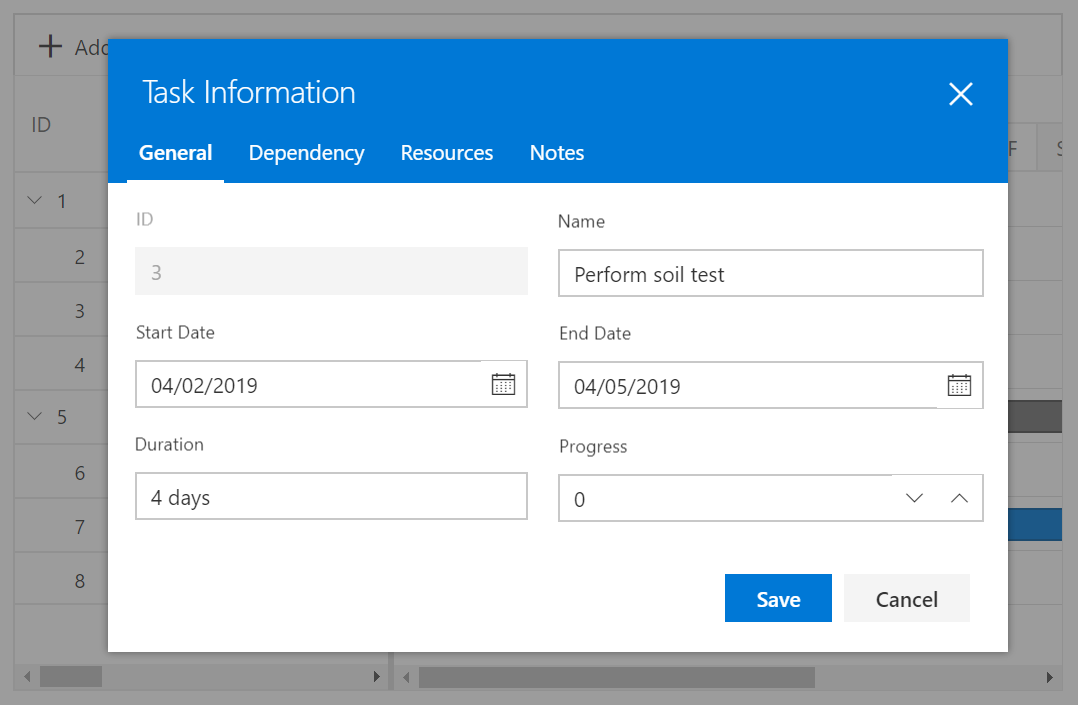 Add
Task Information
General Dependency Resources Notes
ID
F S
1
2
3
4
5
6
7
8
ID
Name
3
Perform soil test
Start Date
End Date
04/02/2019
04/05/2019
Duration
Progress
4 days
0
Save Cancel